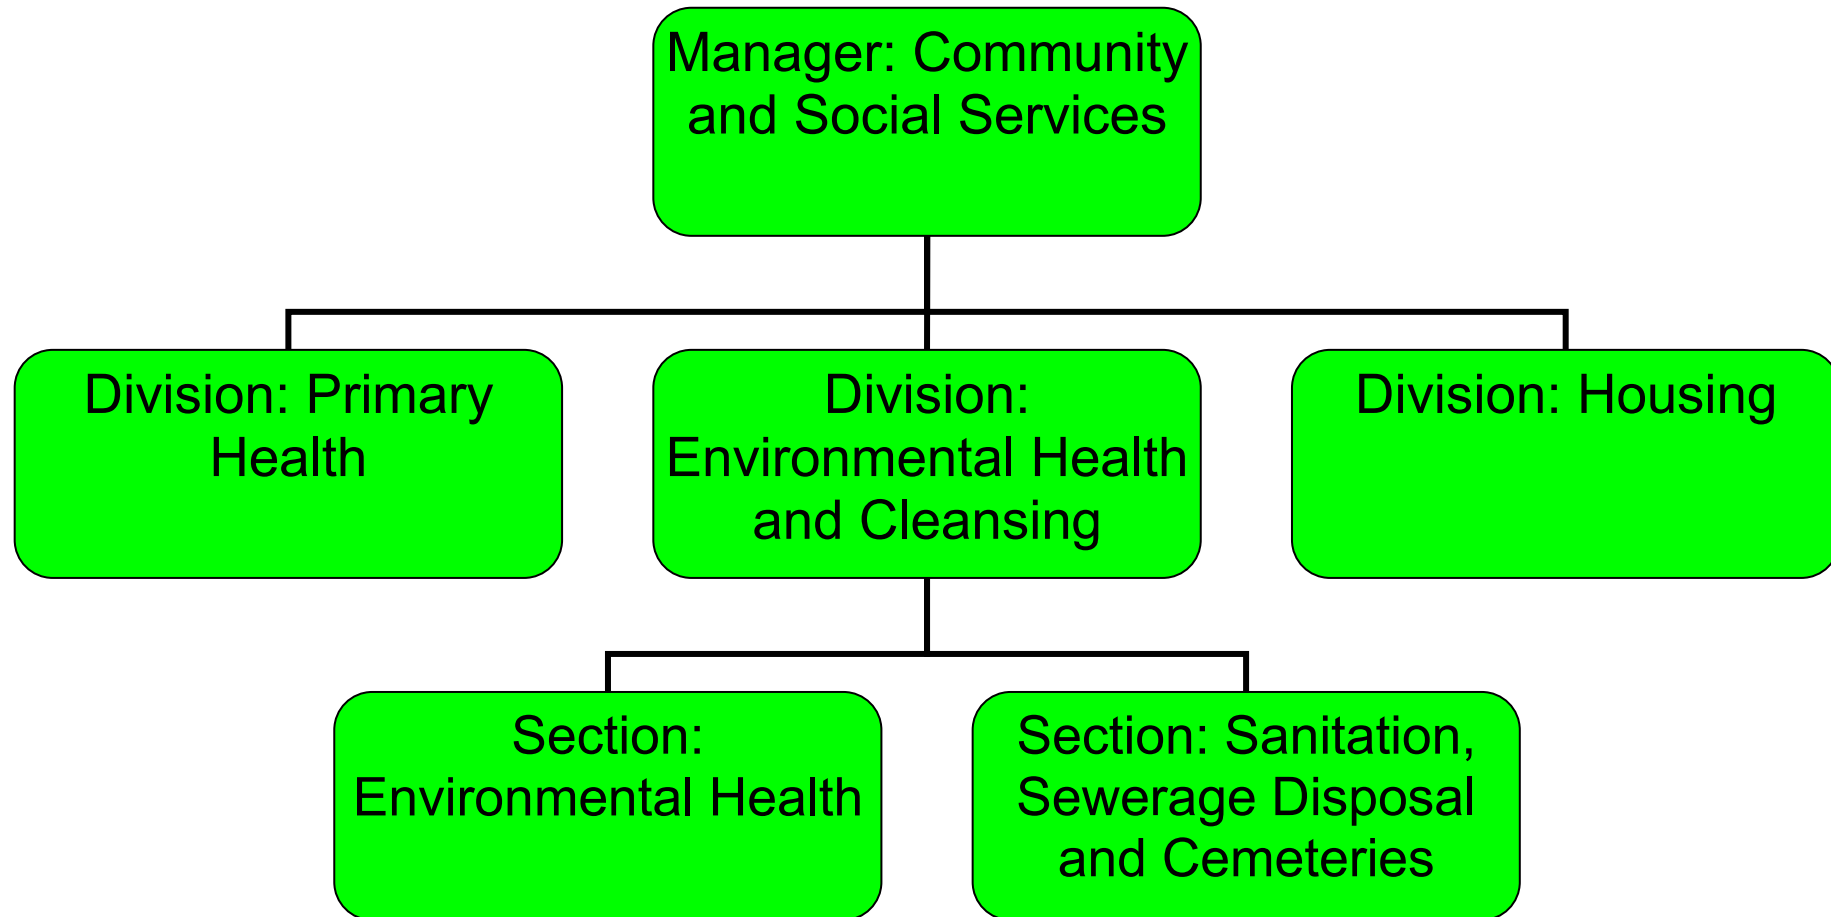 Manager: Community
and Social Services
Division: Primary
Health
Division:
Environmental Health
and Cleansing
Division: Housing
Section:
Environmental Health
Section: Sanitation,
Sewerage Disposal
and Cemeteries